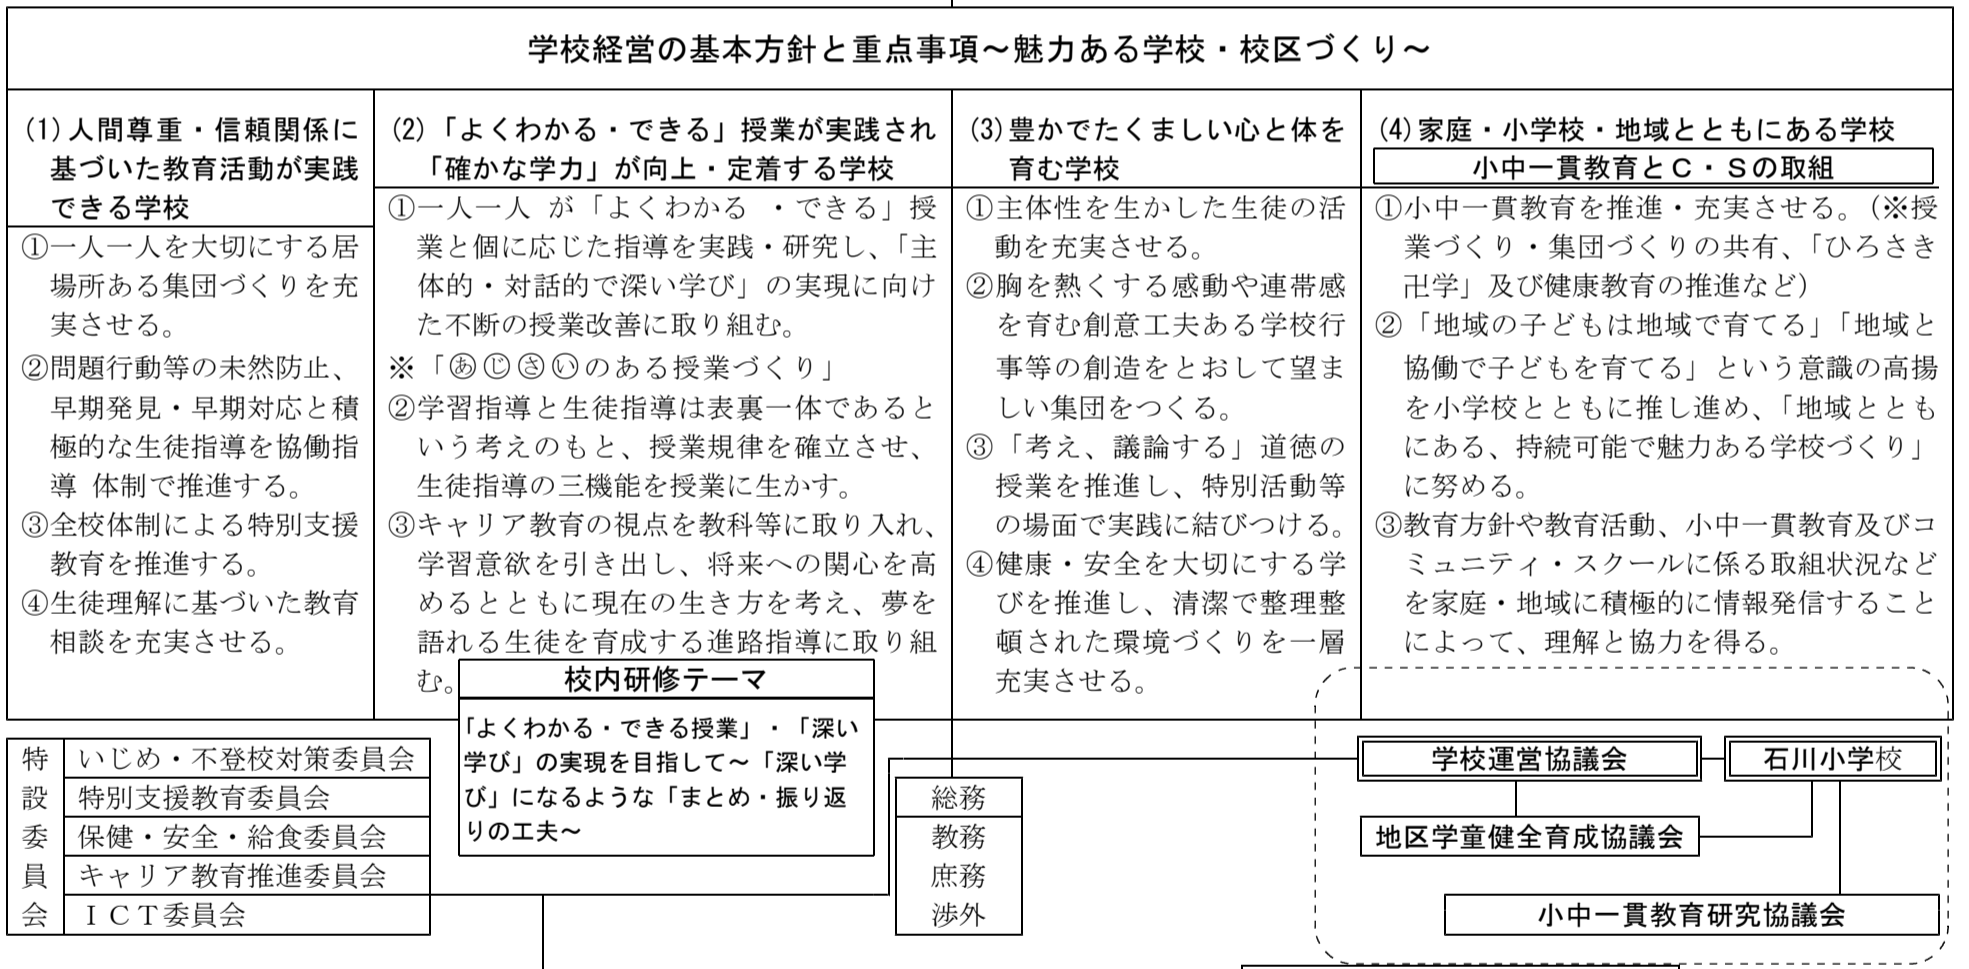 学校経営の基本方針と重点事項～魅力ある学校・校区づくり～
(1)人間尊重・信頼関係に
基づいた教育活動が実践
できる学校
①一人一人を大切にする居
場所ある集団づくりを充
実させる。
②問題行動等の未然防止、
早期発見・早期対応と積
極的な生徒指導を協働指
導 体制で推進する。
③全校体制による特別支援
教育を推進する。
④生徒理解に基づいた教育
相談を充実させる。
(2)「よくわかる・できる」授業が実践され
「確かな学力」が向上・定着する学校
①一人一人 が「よくわかる ・できる」授
業と個に応じた指導を実践・研究し、「主
体的・対話的で深い学び」の実現に向け
た不断の授業改善に取り組む。
※「㋐㋛㋚㋑のある授業づくり」
②学習指導と生徒指導は表裏一体であると
いう考えのもと、授業規律を確立させ、
生徒指導の三機能を授業に生かす。
③キャリア教育の視点を教科等に取り入れ、
学習意欲を引き出し、将来への関心を高
めるとともに現在の生き方を考え、夢を
語れる生徒を育成する進路指導に取り組
む。
(3)豊かでたくましい心と体を
育む学校
①主体性を生かした生徒の活
動を充実させる。
②胸を熱くする感動や連帯感
を育む創意工夫ある学校行
事等の創造をとおして望ま
しい集団をつくる。
③「考え、議論する」道徳の
授業を推進し、特別活動等
の場面で実践に結びつける。
④健康・安全を大切にする学
びを推進し、清潔で整理整
頓された環境づくりを一層
充実させる。
(4)家庭・小学校・地域とともにある学校
小中一貫教育とＣ・Ｓの取組
①小中一貫教育を推進・充実させる。（※授
業づくり・集団づくりの共有、「ひろさき
卍学」及び健康教育の推進など）
②「地域の子どもは地域で育てる」「地域と
協働で子どもを育てる」という意識の高揚
を小学校とともに推し進め、「地域ととも
にある、持続可能で魅力ある学校づくり」
に努める。
③教育方針や教育活動、小中一貫教育及びコ
ミュニティ・スクールに係る取組状況など
を家庭・地域に積極的に情報発信すること
によって、理解と協力を得る。
校内研修テーマ
「よくわかる・できる授業」・「深い
学び」の実現を目指して～「深い学
び」になるような「まとめ・振り返
りの工夫～
特設委員会
いじめ・不登校対策委員会
特別支援教育委員会
保健・安全・給食委員会
キャリア教育推進委員会
ＩＣＴ委員会
総務
教務
庶務
渉外
学校運営協議会
石川小学校
地区学童健全育成協議会
小中一貫教育研究協議会